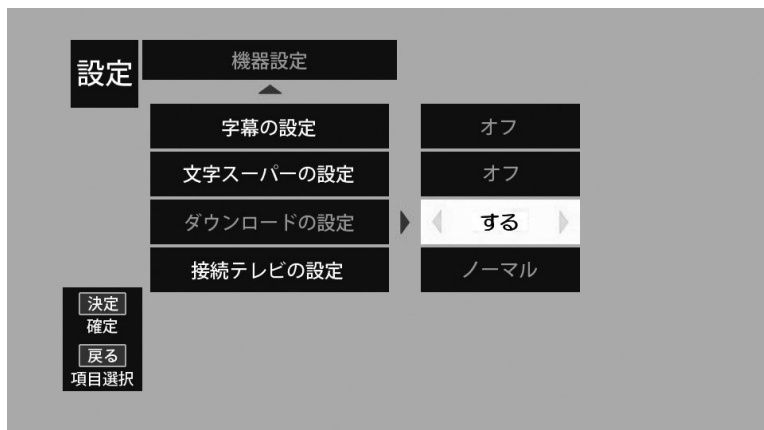 設定
機器設定
字幕の設定
オフ
文字スーパーの設定
オフ
ダウンロードの設定
する
接続テレビの設定
ノーマル
決定
確定
戻る
項目選択